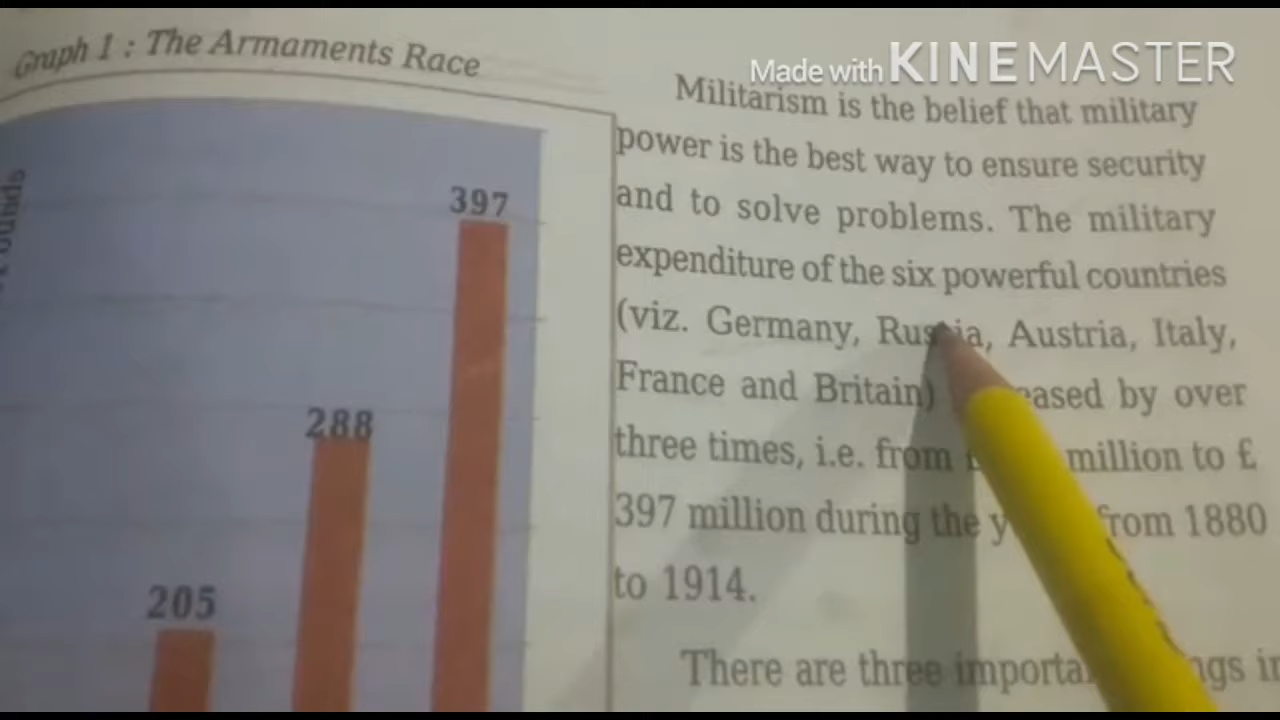 Graph 1 : The Armaments Race
Made with KINEMASTER
397
288
205
Militarism is the belief that military
power is the best way to ensure security
and to solve problems. The military
expenditure of the six powerful countries
(viz. Germany, Russia, Austria, Italy,
France and Britain) by over
three times, i.e. from million to £
397 million during the from 1880
to 1914.
There are three